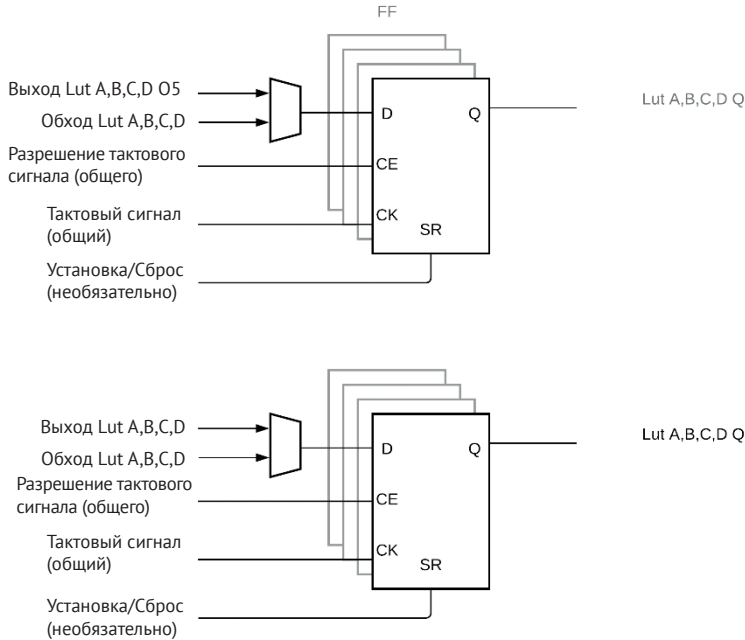 FF
Выход Lut A,B,C,D O5
Обход Lut A,B,C,D
Разрешение тактового
сигнала (общего)
Тактовый сигнал
(общий)
Установка/Сброс
(необязательно)
D
Q
CE
CK
SR
Lut A,B,C,D Q
Выход Lut A,B,C,D
Обход Lut A,B,C,D
Разрешение тактового
сигнала (общего)
Тактовый сигнал
(общий)
Установка/Сброс
(необязательно)
D
Q
CE
CK
SR
Lut A,B,C,D Q